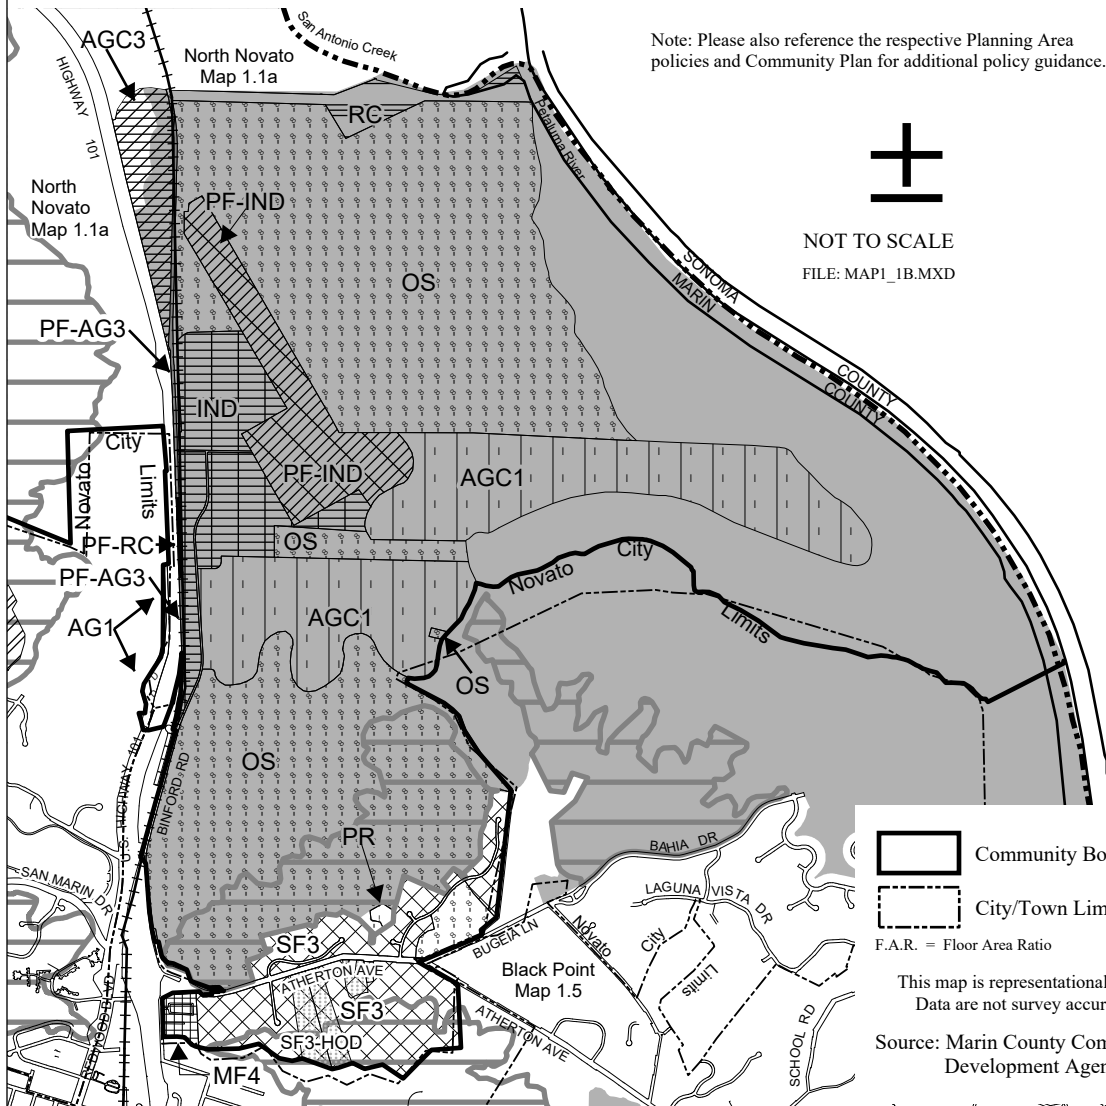 AGC3
San Antonio Creek
North Novato
Map 1.1a
Note: Please also reference the respective Planning Area
policies and Community Plan for additional policy guidance.
HIGHWAY 101
RC
Petaluma River
North
Novato
Map 1.1a
PF-IND
NOT TO SCALE
FILE: MAP1_1B.MXD
SONOMA
MARIN
OS
PF-AG3
COUNTY
COUNTY
IND
City
Novato
Limits
PF-IND
AGC1
PF-RC
OS
City
Novato
Limits
PF-AG3
AG1
AGC1
OS
OS
U.S. HIGHWAY 101
BINFORD RD
PR
BAHIA DR
Community Bo
SAN MARIN DR
LAGUNA VISTA DR
City/Town Lim
F.A.R. = Floor Area Ratio
SF3
BUGEIA LN
Novato
City
Limits
ATHERTON AVE
Black Point
Map 1.5
This map is representational
Data are not survey accur
SF3
ATHERTON AVE
SF3-HOD
SCHOOL RD
Source: Marin County Com
Development Agen
REDWOOD BLVD
MF4